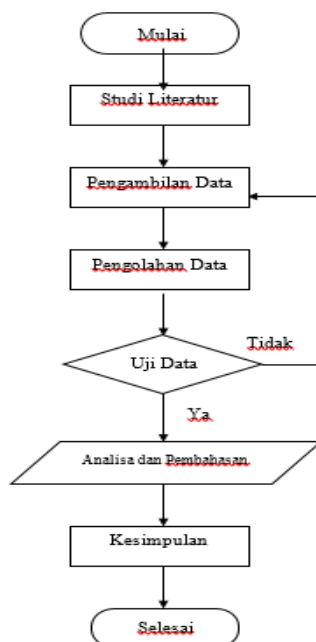 Mulai
Studi Literatur
Pengambilan Data
Pengolahan Data
Tidak
Uji Data
Ya
Analisa dan Pembahasan
Kesimpulan
Selesai